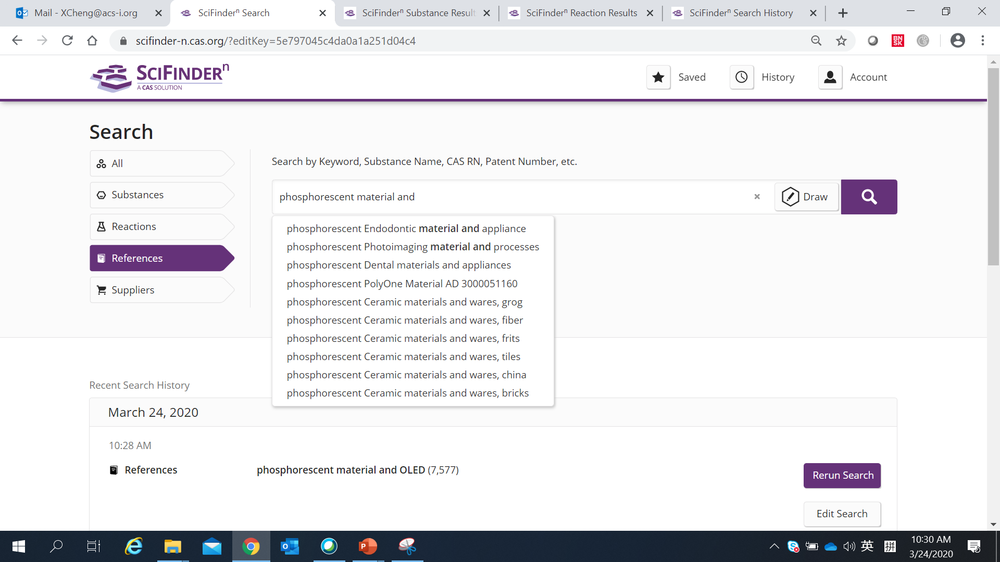 Mail - XCheng@acs-i.org
SciFinderⁿ Search
SciFinderⁿ Substance Result
SciFinderⁿ Reaction Results
SciFinderⁿ Search History
scifinder-n.cas.org/?editKey=5e797045c4da0a1a251d04c4
BN
SK
SCIFINDERⁿ
A CAS SOLUTION
Saved
History
Account
Search
All
Substances
Reactions
References
Suppliers
Search by Keyword, Substance Name, CAS RN, Patent Number, etc.
phosphorescent material and
Draw
phosphorescent Endodontic material and appliance
phosphorescent Photoimaging material and processes
phosphorescent Dental materials and appliances
phosphorescent PolyOne Material AD 3000051160
phosphorescent Ceramic materials and wares, grog
phosphorescent Ceramic materials and wares, fiber
phosphorescent Ceramic materials and wares, frits
phosphorescent Ceramic materials and wares, tiles
phosphorescent Ceramic materials and wares, china
phosphorescent Ceramic materials and wares, bricks
Recent Search History
March 24, 2020
10:28 AM
References
phosphorescent material and OLED (7,577)
Rerun Search
Edit Search
英
拼
10:30 AM
3/24/2020